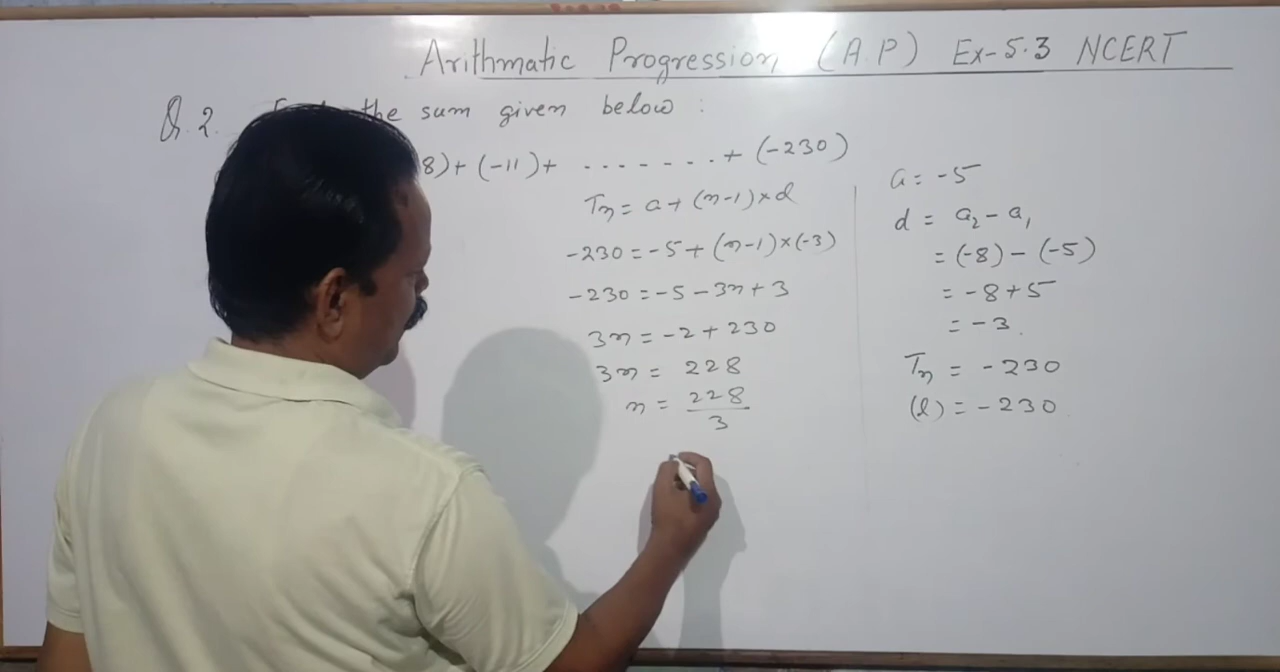 Arithmatic Progression (A P) Ex-5.3 NCERT
Q. 2. the sum given below :
8)+ (-11)+ ....... + (-230)
Tn = a + (n-1)×d
-230 = -5 + (n-1)×(-3)
-230 = -5 - 3n + 3
3n = -2 + 230
3n = 228
n = 228/3
a = -5
d = a₂ - a₁
= (-8) - (-5)
= -8+5
= -3.
Tn = -230
(l) = -230